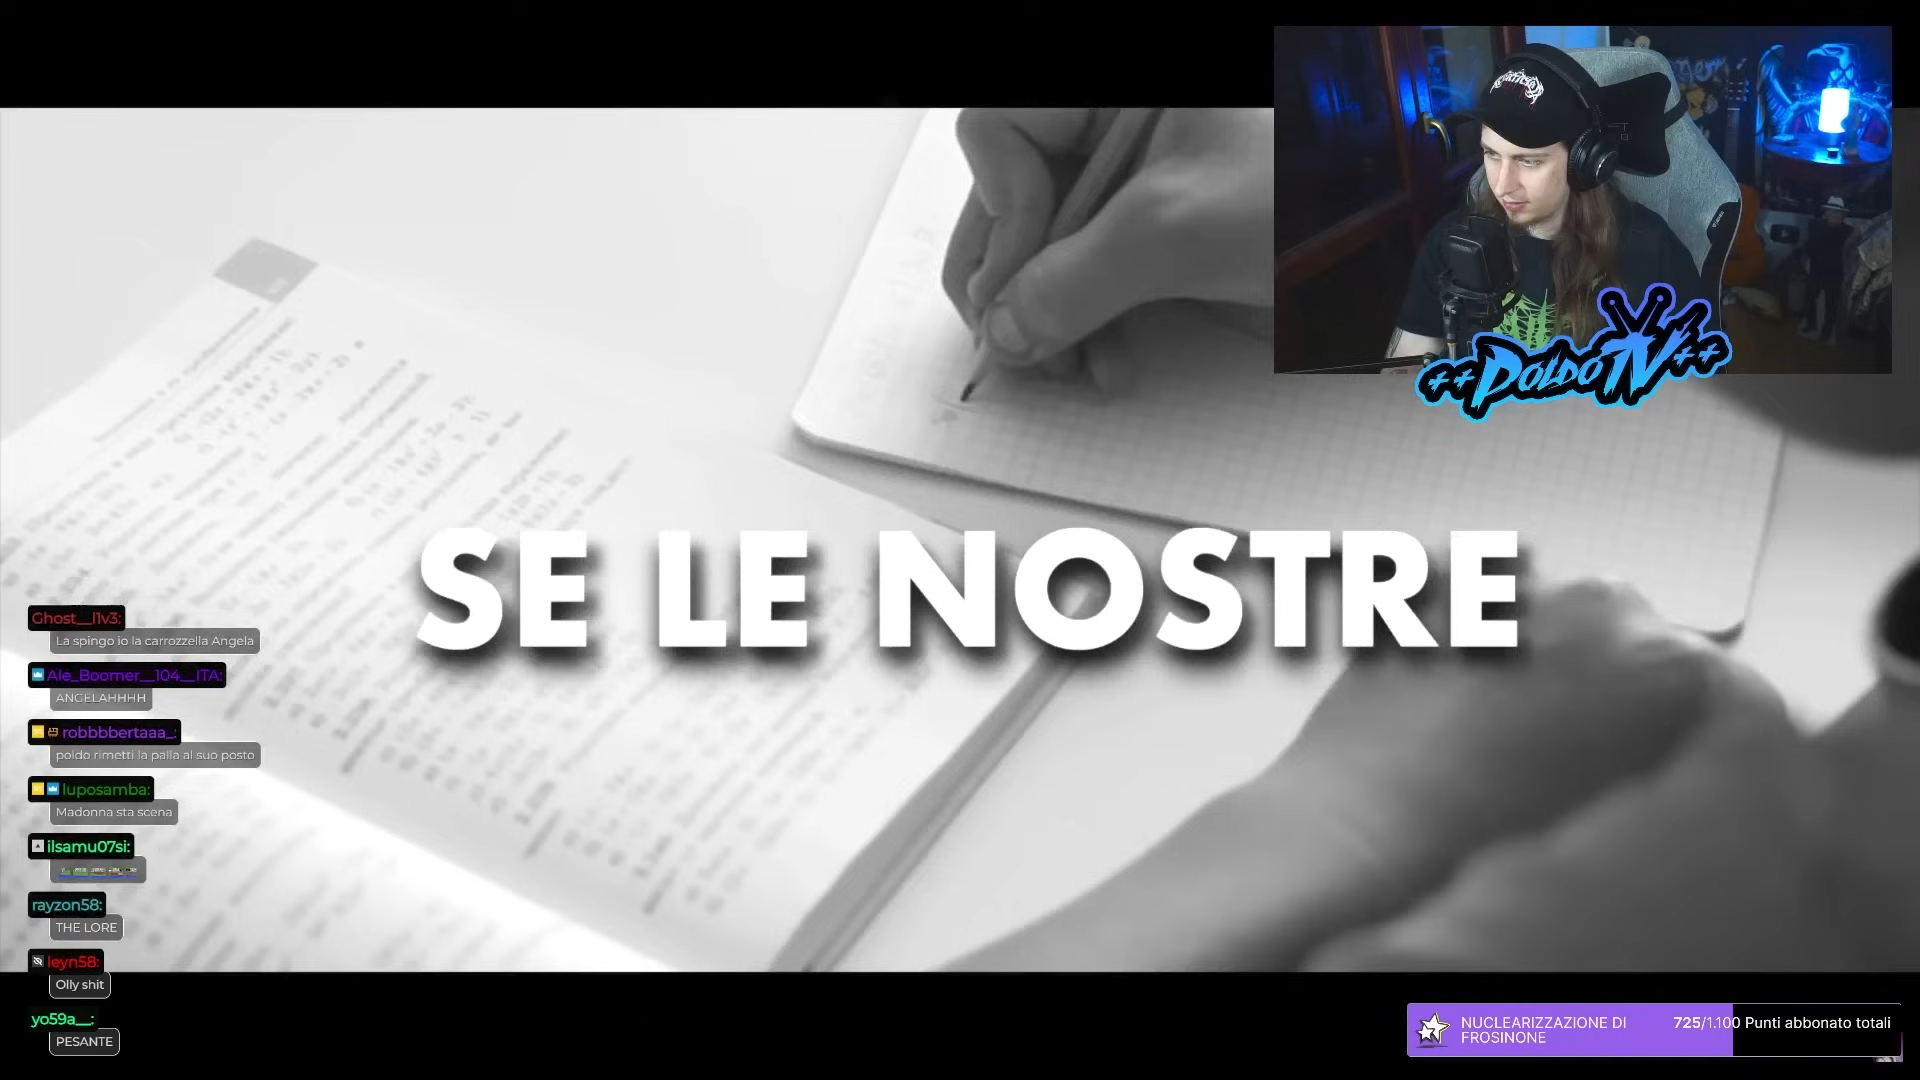 ++POLDOTV++
SE LE NOSTRE
Ghost__l1v3:
La spingo io la carrozzella Angela
Ale_Boomer__104__ITA:
ANGELAHHHH
robbbbertaaa_:
poldo rimetti la palla al suo posto
luposamba:
Madonna sta scena
ilsamu07si:
rayzon58:
THE LORE
leyn58:
Olly shit
yo59a__:
PESANTE
NUCLEARIZZAZIONE DI
FROSINONE
725/1.100 Punti abbonato totali